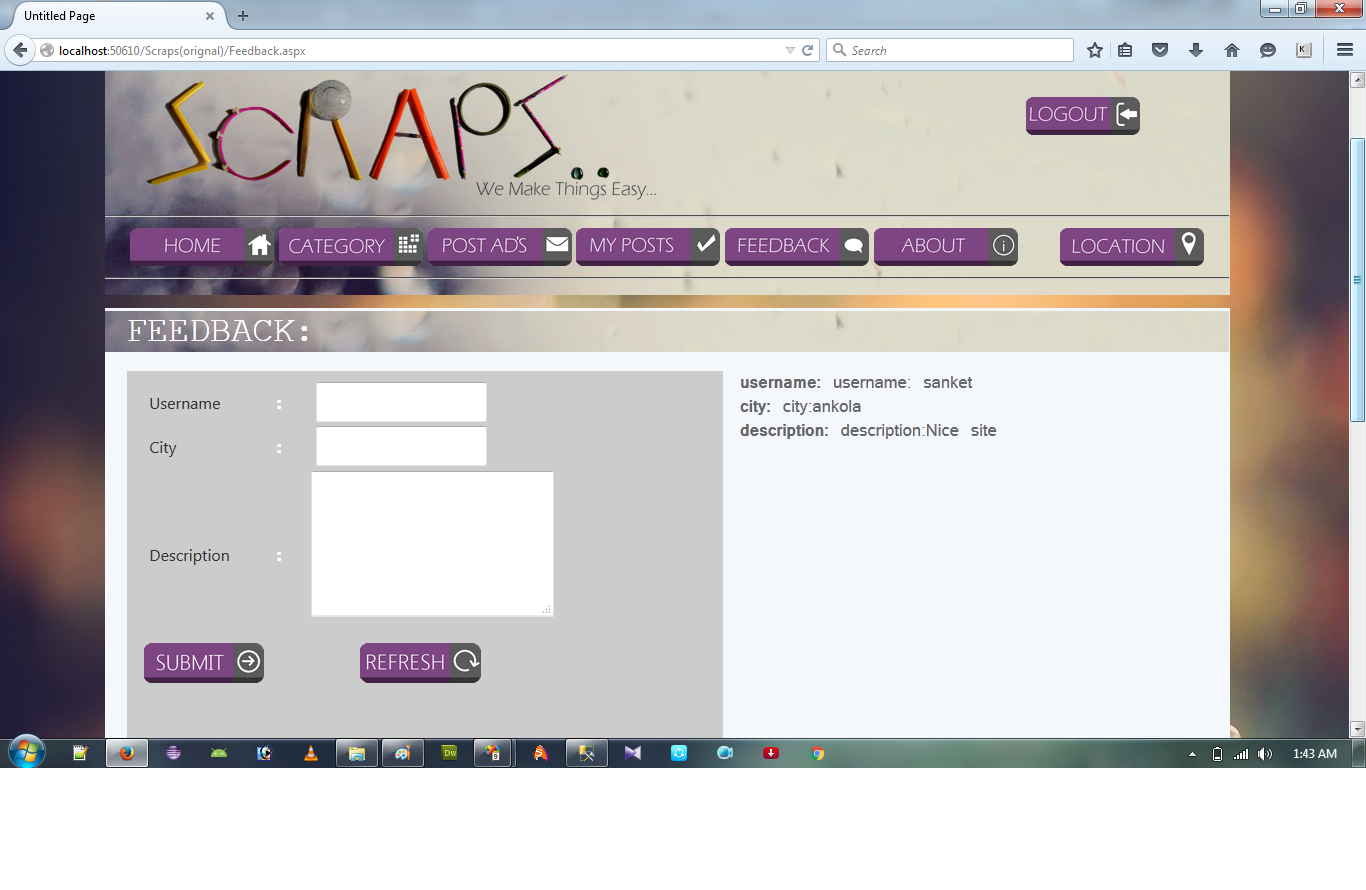 Untitled Page
localhost:50610/Scraps(orignal)/Feedback.aspx
Search
K
SCRAPS..
We Make Things Easy...
LOGOUT
HOME
CATEGORY
POST AD'S
MY POSTS
FEEDBACK
ABOUT
LOCATION
FEEDBACK:
Username :
City :
Description :
SUBMIT
REFRESH
username: username: sanket
city: city:ankola
description: description:Nice site
Dw
1:43 AM